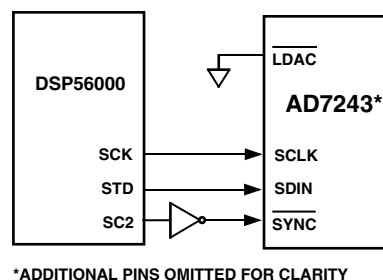 LDAC
DSP56000
AD7243*
SCK
SCLK
STD
SDIN
SC2
SYNC
*ADDITIONAL PINS OMITTED FOR CLARITY